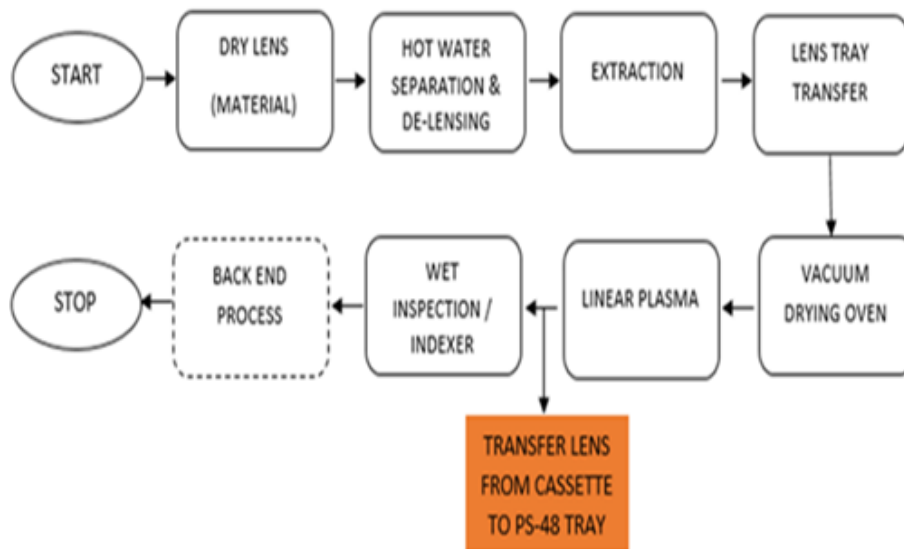 START
DRY LENS
(MATERIAL)
HOT WATER
SEPARATION &
DE-LENSING
EXTRACTION
LENS TRAY
TRANSFER
VACUUM
DRYING OVEN
LINEAR PLASMA
WET
INSPECTION /
INDEXER
BACK END
PROCESS
STOP
TRANSFER LENS
FROM CASSETTE
TO PS-48 TRAY